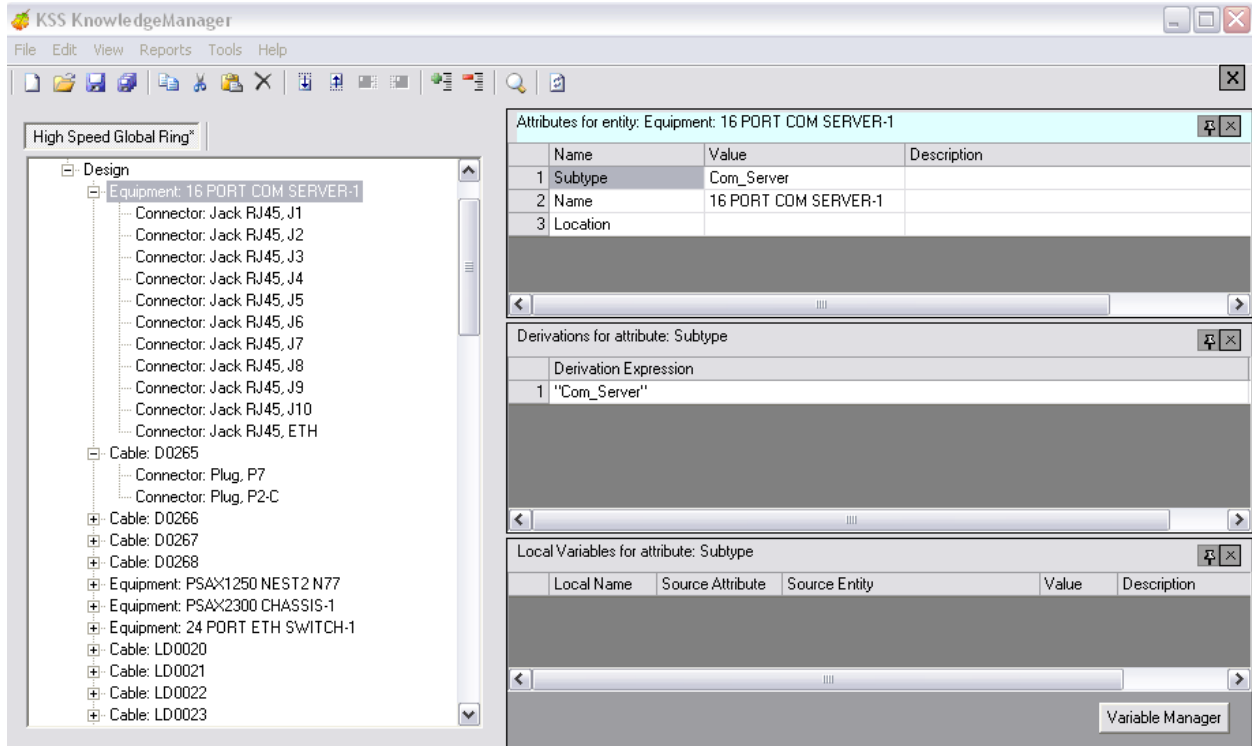 KSS KnowledgeManager
File Edit View Reports Tools Help
High Speed Global Ring*
Design
Equipment: 16 PORT COM SERVER-1
Connector: Jack RJ45, J1
Connector: Jack RJ45, J2
Connector: Jack RJ45, J3
Connector: Jack RJ45, J4
Connector: Jack RJ45, J5
Connector: Jack RJ45, J6
Connector: Jack RJ45, J7
Connector: Jack RJ45, J8
Connector: Jack RJ45, J9
Connector: Jack RJ45, J10
Connector: Jack RJ45, ETH
Cable: D0265
Connector: Plug, P7
Connector: Plug, P2-C
Cable: D0266
Cable: D0267
Cable: D0268
Equipment: PSAX1250 NEST2 N77
Equipment: PSAX2300 CHASSIS-1
Equipment: 24 PORT ETH SWITCH-1
Cable: LD0020
Cable: LD0021
Cable: LD0022
Cable: LD0023
Attributes for entity: Equipment: 16 PORT COM SERVER-1
Name Value Description
1 Subtype Com_Server
2 Name 16 PORT COM SERVER-1
3 Location
Derivations for attribute: Subtype
Derivation Expression
1 "Com_Server"
Local Variables for attribute: Subtype
Local Name Source Attribute Source Entity Value Description
Variable Manager